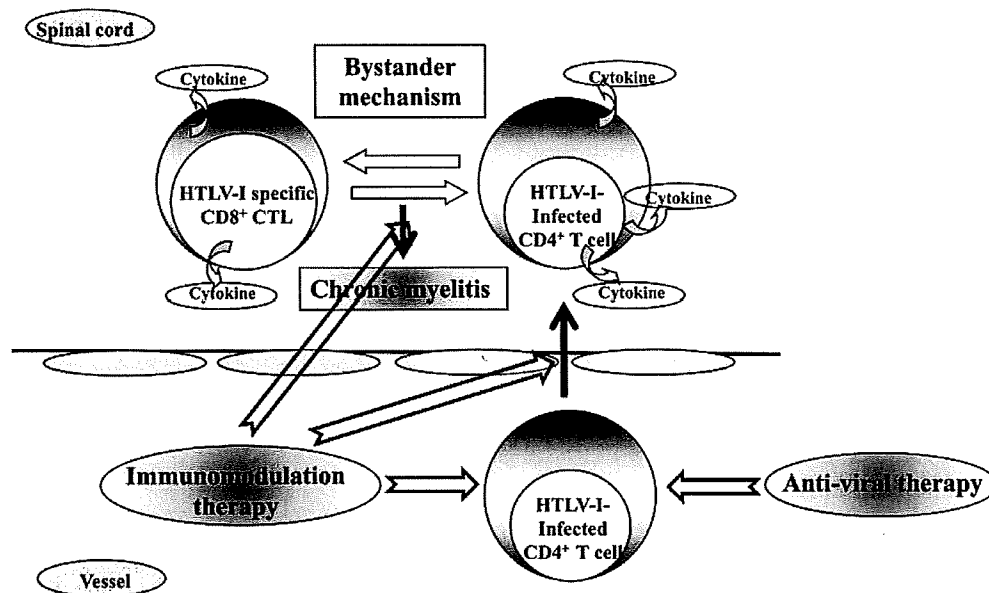 Spinal cord
Cytokine
Bystander
mechanism
Cytokine
HTLV-I specific
CD8⁺ CTL
HTLV-I-
Infected
CD4⁺ T cell
Cytokine
Cytokine
Chronic myelitis
Cytokine
Immunomodulation
therapy
HTLV-I-
Infected
CD4⁺ T cell
Anti-viral therapy
Vessel